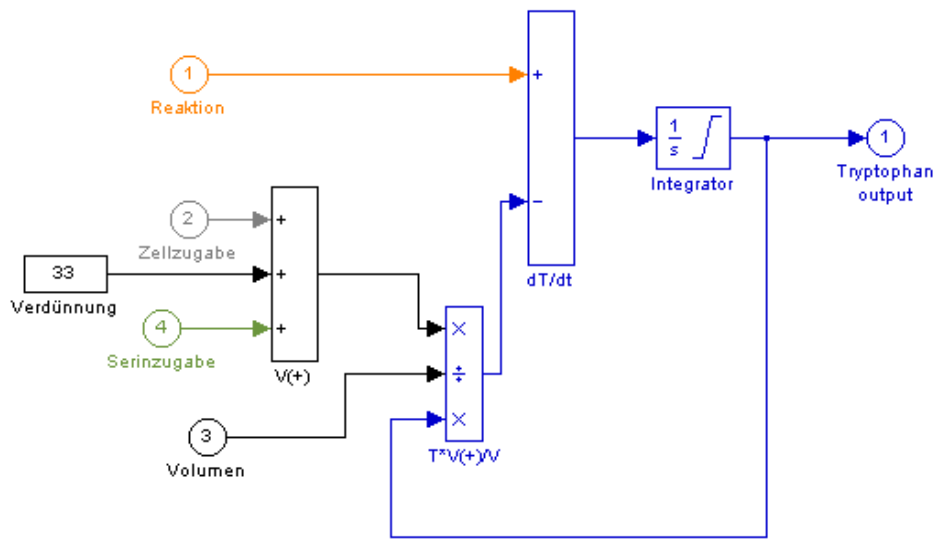 1
Reaktion
+
−
dT/dt
1
s
Integrator
1
Tryptophan
output
2
Zellzugabe
33
Verdünnung
4
Serinzugabe
+
+
+
V(+)
3
Volumen
×
÷
×
T*V(+)/V